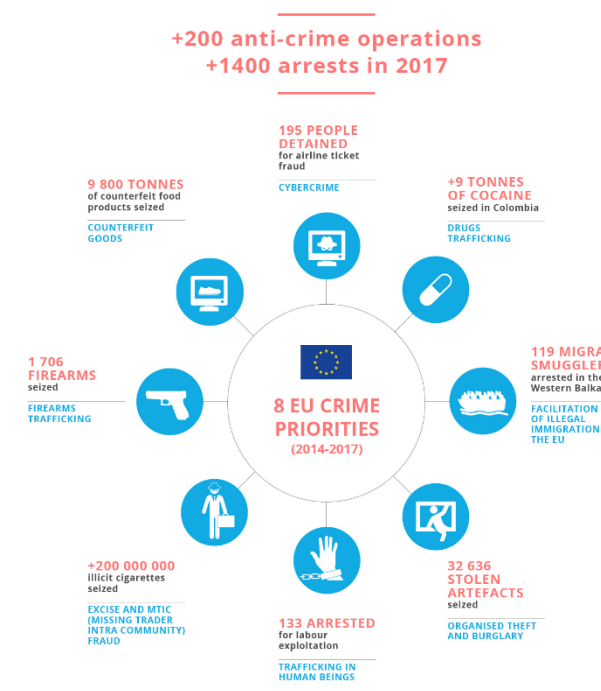 +200 anti-crime operations
+1400 arrests in 2017
195 PEOPLE
DETAINED
for airline ticket
fraud
CYBERCRIME
9 800 TONNES
of counterfeit food
products seized
COUNTERFEIT
GOODS
+9 TONNES
OF COCAINE
seized in Colombia
DRUGS
TRAFFICKING
1 706
FIREARMS
seized
FIREARMS
TRAFFICKING
8 EU CRIME
PRIORITIES
(2014-2017)
119
arrested in the
Western
FACILITATION
OF ILLEGAL
IMMIGRATION
THE EU
+200 000 000
illicit cigarettes
seized
EXCISE AND MTIC
(MISSING TRADER
INTRA COMMUNITY)
FRAUD
133 ARRESTED
for labour
exploitation
TRAFFICKING IN
HUMAN BEINGS
32 636
STOLEN
ARTEFACTS
seized
ORGANISED THEFT
AND BURGLARY